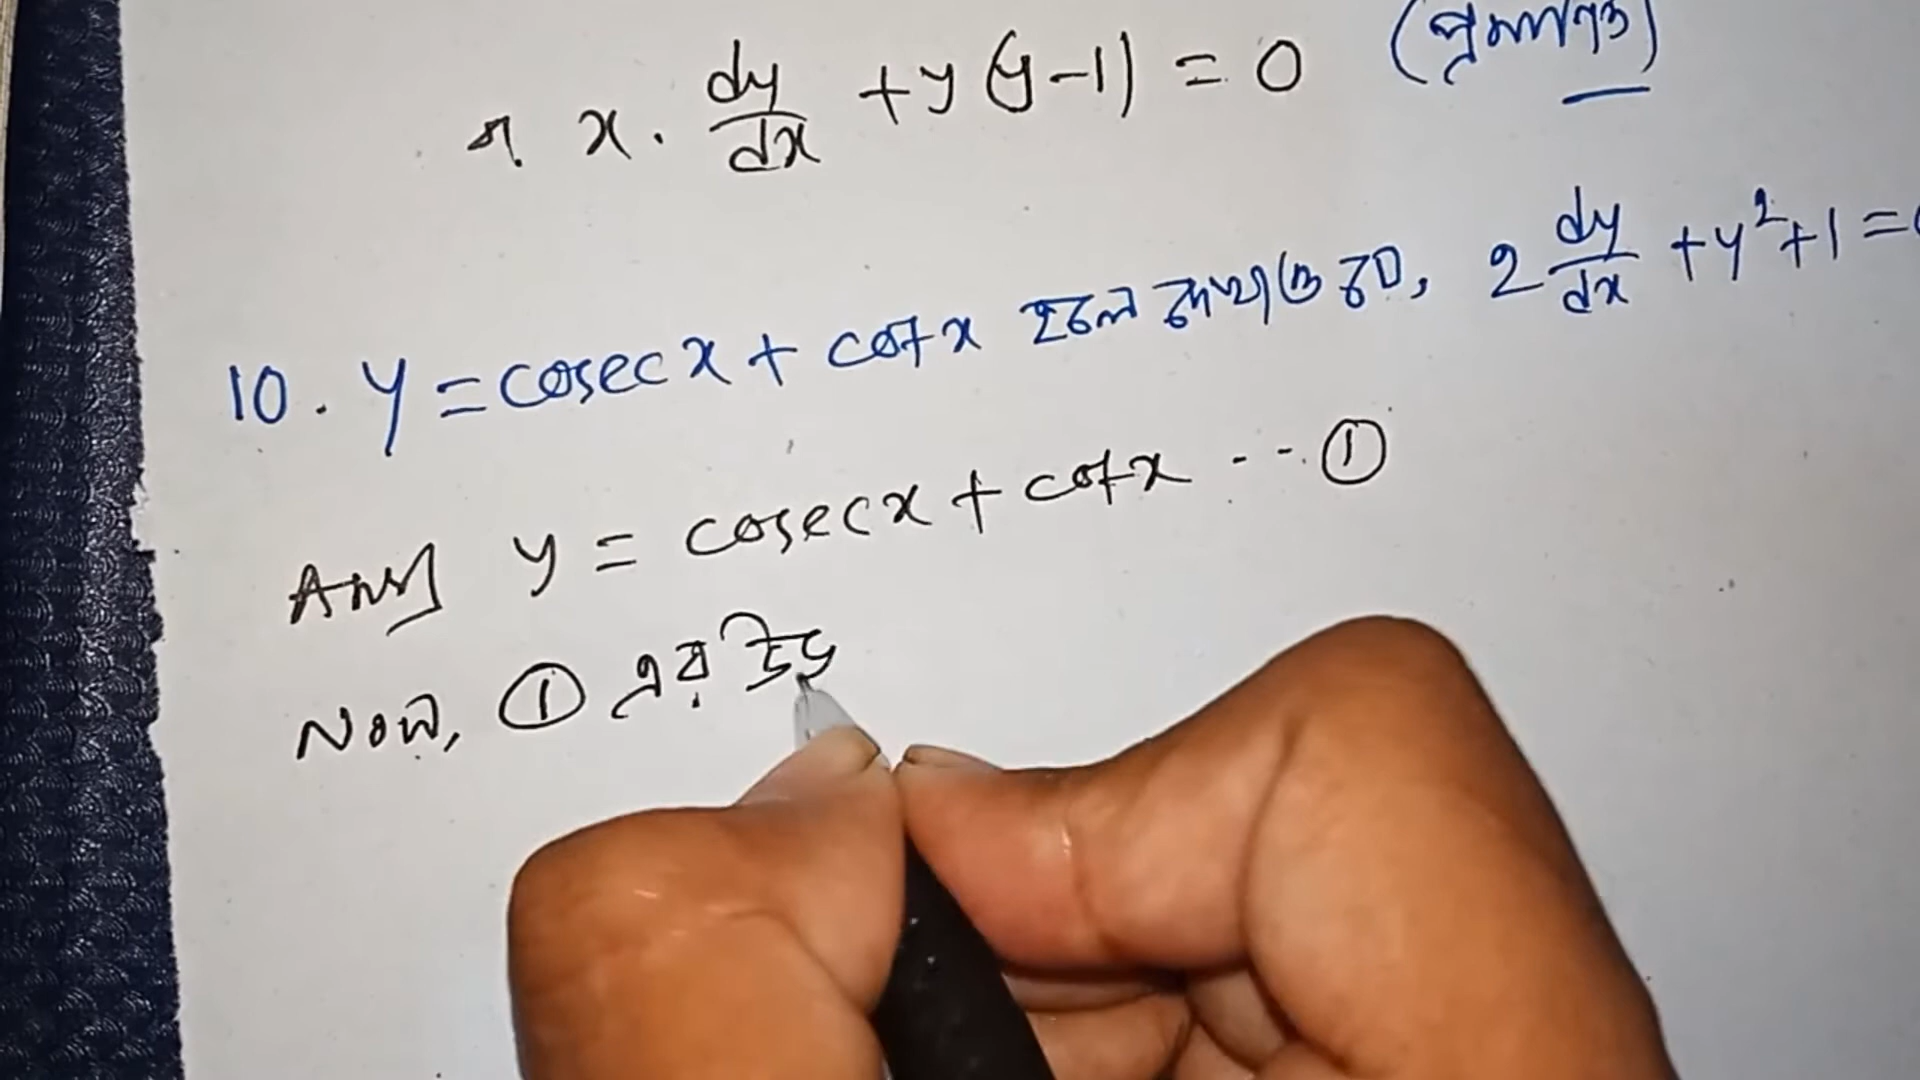 বা, x. dy/dx + y (y-1) = 0 (প্রমাণিত)
10. y = cosec x + cot x হলে দেখাও যে, 2 dy/dx + y² + 1 =
Ans y = cosec x + cot x --- ①
Now, ① এর উভ